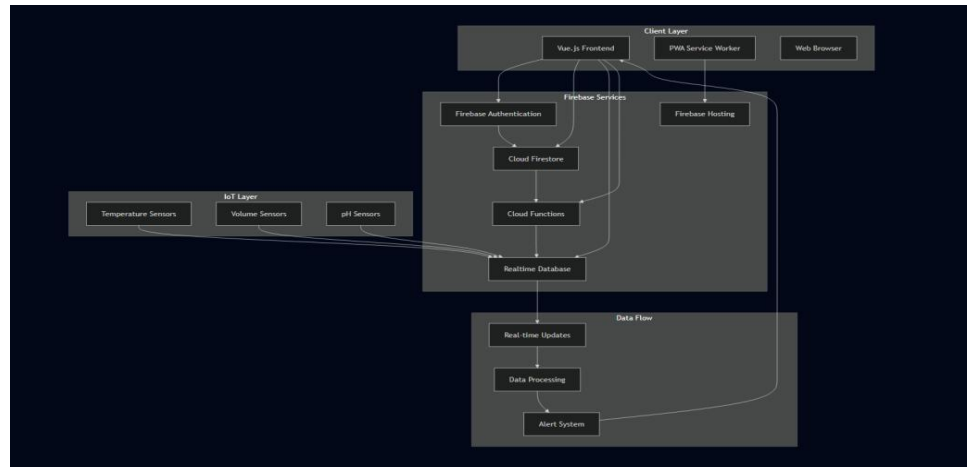 Client Layer
Vue.js Frontend
PWA Service Worker
Web Browser
Firebase Services
Firebase Authentication
Firebase Hosting
Cloud Firestore
IoT Layer
Temperature Sensors
Volume Sensors
pH Sensors
Cloud Functions
Realtime Database
Data Flow
Real-time Updates
Data Processing
Alert System